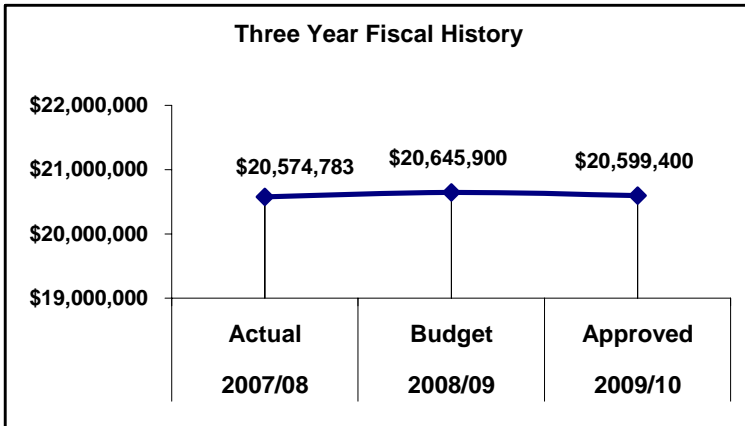 Three Year Fiscal History
$22,000,000
$21,000,000
$20,000,000
$19,000,000
$20,574,783
$20,645,900
$20,599,400
Actual Budget Approved
2007/08 2008/09 2009/10